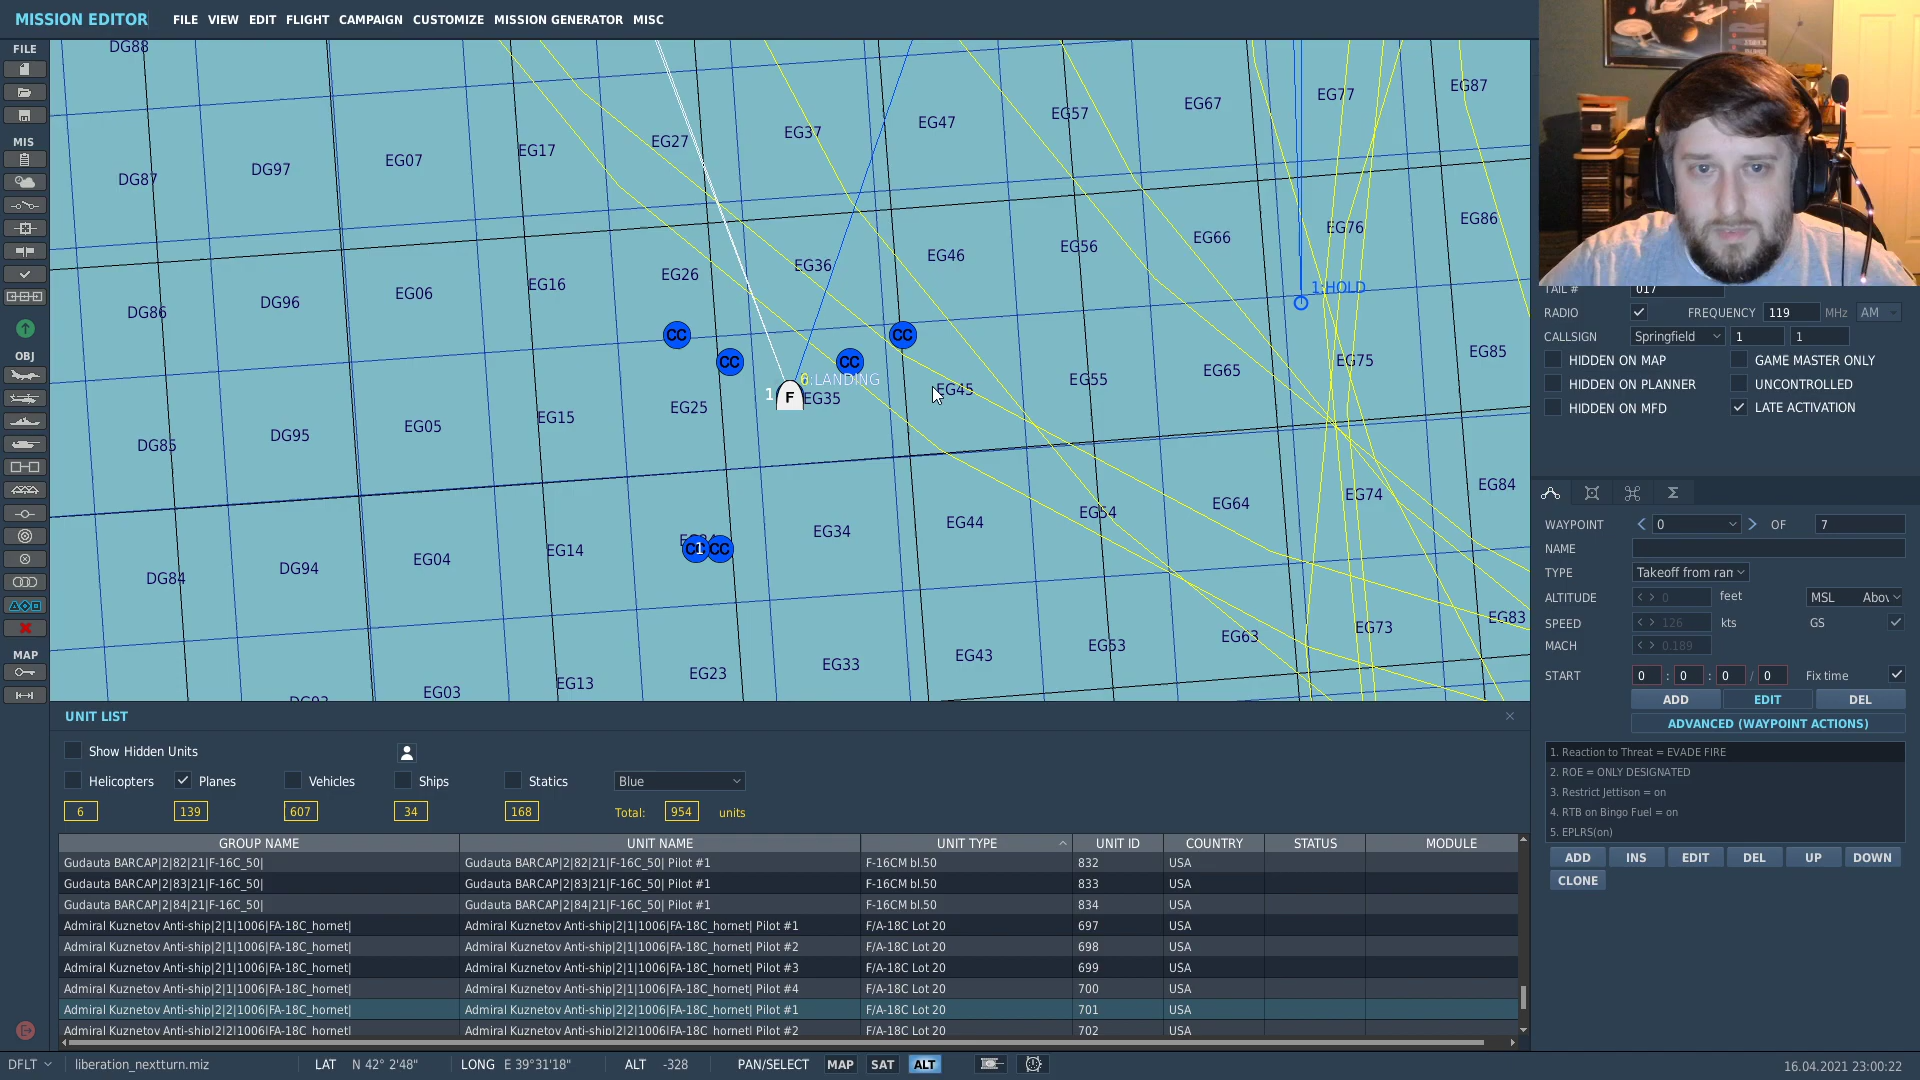 MISSION EDITOR
FILE VIEW EDIT FLIGHT CAMPAIGN CUSTOMIZE MISSION GENERATOR MISC
FILE
MIS
OBJ
MAP
DG88
EG27 EG37 EG47 EG57 EG67 EG77 EG87
DG87 DG97 EG07 EG17
EG26 EG36 EG46 EG56 EG66 EG76 EG86
DG86 DG96 EG06 EG16
1:HOLD
CC CC CC CC
6:LANDING
1 F
EG25 EG35 EG45 EG55 EG65 EG75 EG85
DG85 DG95 EG05 EG15
CC 1 CC
EG34 EG44 EG54 EG64 EG74 EG84
DG84 DG94 EG04 EG14
EG03 EG13 EG23 EG33 EG43 EG53 EG63 EG73 EG83
TAIL # 017
RADIO FREQUENCY 119 MHz AM
CALLSIGN Springfield 1 1
HIDDEN ON MAP GAME MASTER ONLY
HIDDEN ON PLANNER UNCONTROLLED
HIDDEN ON MFD LATE ACTIVATION
WAYPOINT 0 OF 7
NAME
TYPE Takeoff from ran
ALTITUDE 0 feet MSL Abov
SPEED 126 kts GS
MACH 0.189
START 0 : 0 : 0 / 0 Fix time
ADD EDIT DEL
ADVANCED (WAYPOINT ACTIONS)
1. Reaction to Threat = EVADE FIRE
2. ROE = ONLY DESIGNATED
3. Restrict Jettison = on
4. RTB on Bingo Fuel = on
5. EPLRS(on)
ADD INS EDIT DEL UP DOWN
CLONE
UNIT LIST
Show Hidden Units
Helicopters Planes Vehicles Ships Statics Blue
6 139 607 34 168 Total: 954 units
GROUP NAME UNIT NAME UNIT TYPE UNIT ID COUNTRY STATUS MODULE
Gudauta BARCAP|2|82|21|F-16C_50| Gudauta BARCAP|2|82|21|F-16C_50| Pilot #1 F-16CM bl.50 832 USA
Gudauta BARCAP|2|83|21|F-16C_50| Gudauta BARCAP|2|83|21|F-16C_50| Pilot #1 F-16CM bl.50 833 USA
Gudauta BARCAP|2|84|21|F-16C_50| Gudauta BARCAP|2|84|21|F-16C_50| Pilot #1 F-16CM bl.50 834 USA
Admiral Kuznetov Anti-ship|2|1|1006|FA-18C_hornet| Admiral Kuznetov Anti-ship|2|1|1006|FA-18C_hornet| Pilot #1 F/A-18C Lot 20 697 USA
Admiral Kuznetov Anti-ship|2|1|1006|FA-18C_hornet| Admiral Kuznetov Anti-ship|2|1|1006|FA-18C_hornet| Pilot #2 F/A-18C Lot 20 698 USA
Admiral Kuznetov Anti-ship|2|1|1006|FA-18C_hornet| Admiral Kuznetov Anti-ship|2|1|1006|FA-18C_hornet| Pilot #3 F/A-18C Lot 20 699 USA
Admiral Kuznetov Anti-ship|2|1|1006|FA-18C_hornet| Admiral Kuznetov Anti-ship|2|1|1006|FA-18C_hornet| Pilot #4 F/A-18C Lot 20 700 USA
Admiral Kuznetov Anti-ship|2|2|1006|FA-18C_hornet| Admiral Kuznetov Anti-ship|2|2|1006|FA-18C_hornet| Pilot #1 F/A-18C Lot 20 701 USA
Admiral Kuznetov Anti-ship|2|2|1006|FA-18C_hornet| Admiral Kuznetov Anti-ship|2|2|1006|FA-18C_hornet| Pilot #2 F/A-18C Lot 20 702 USA
DFLT liberation_nextturn.miz LAT N 42° 2'48" LONG E 39°31'18" ALT -328 PAN/SELECT MAP SAT ALT 16.04.2021 23:00:22